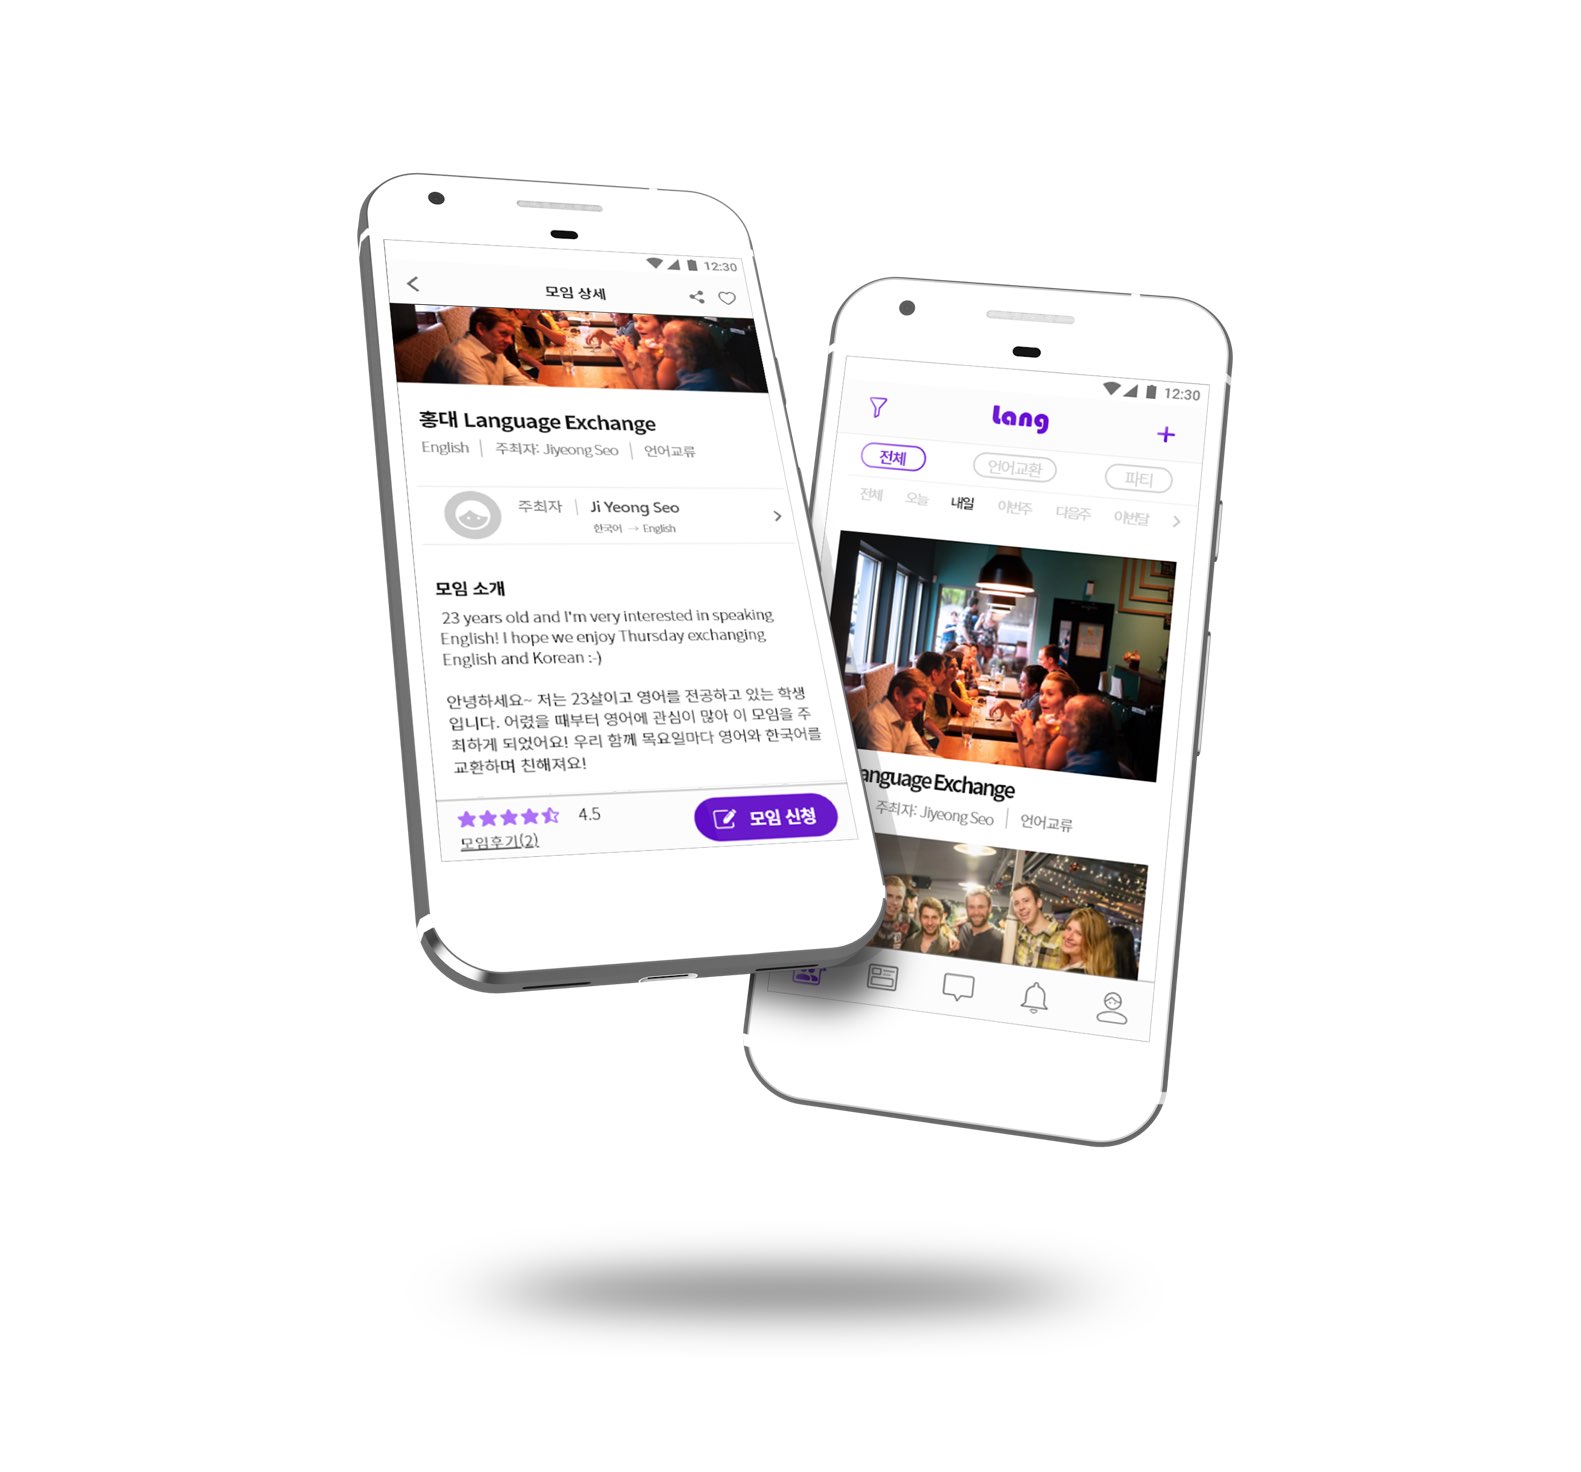 12:30
모임 상세
홍대 Language Exchange
English | 주최자: Jiyeong Seo | 언어교류
주최자 | Ji Yeong Seo
한국어 → English
모임 소개
23 years old and I'm very interested in speaking
English! I hope we enjoy Thursday exchanging
English and Korean :-)
안녕하세요~ 저는 23살이고 영어를 전공하고 있는 학생
입니다. 어렸을 때부터 영어에 관심이 많아 이 모임을 주
최하게 되었어요! 우리 함께 목요일마다 영어와 한국어를
교환하며 친해져요!
4.5
모임후기(2)
모임 신청
12:30
Lang
전체 언어교환 파티
전체 오늘 내일 이번주 다음주 이번달
anguage Exchange
주최자: Jiyeong Seo | 언어교류